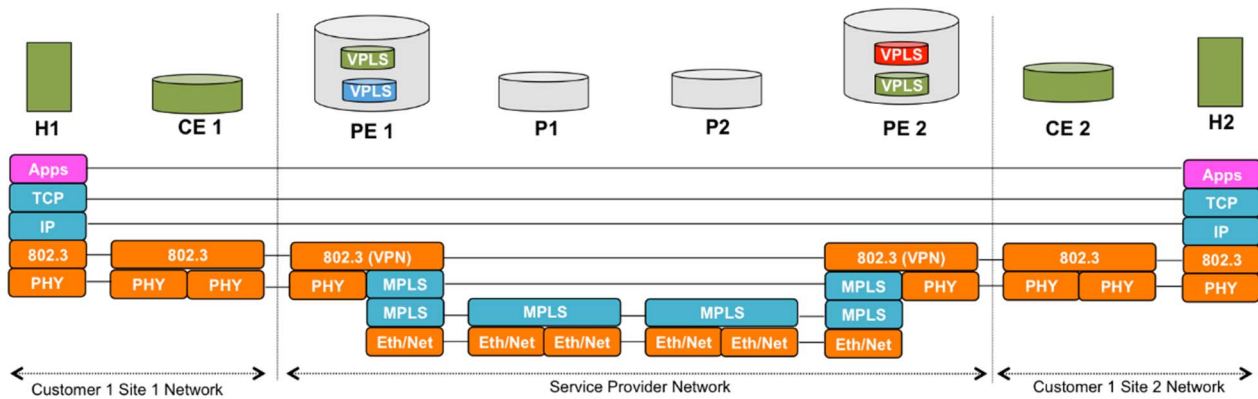 VPLS
VPLS
VPLS
VPLS
H1
CE 1
PE 1
P1
P2
PE 2
CE 2
H2
Apps
Apps
TCP
TCP
IP
IP
802.3
802.3
802.3 (VPN)
802.3 (VPN)
802.3
802.3
PHY
PHY
PHY
PHY
MPLS
MPLS
PHY
PHY
PHY
PHY
MPLS
MPLS
MPLS
MPLS
Eth/Net
Eth/Net
Eth/Net
Eth/Net
Eth/Net
Eth/Net
Customer 1 Site 1 Network
Service Provider Network
Customer 1 Site 2 Network